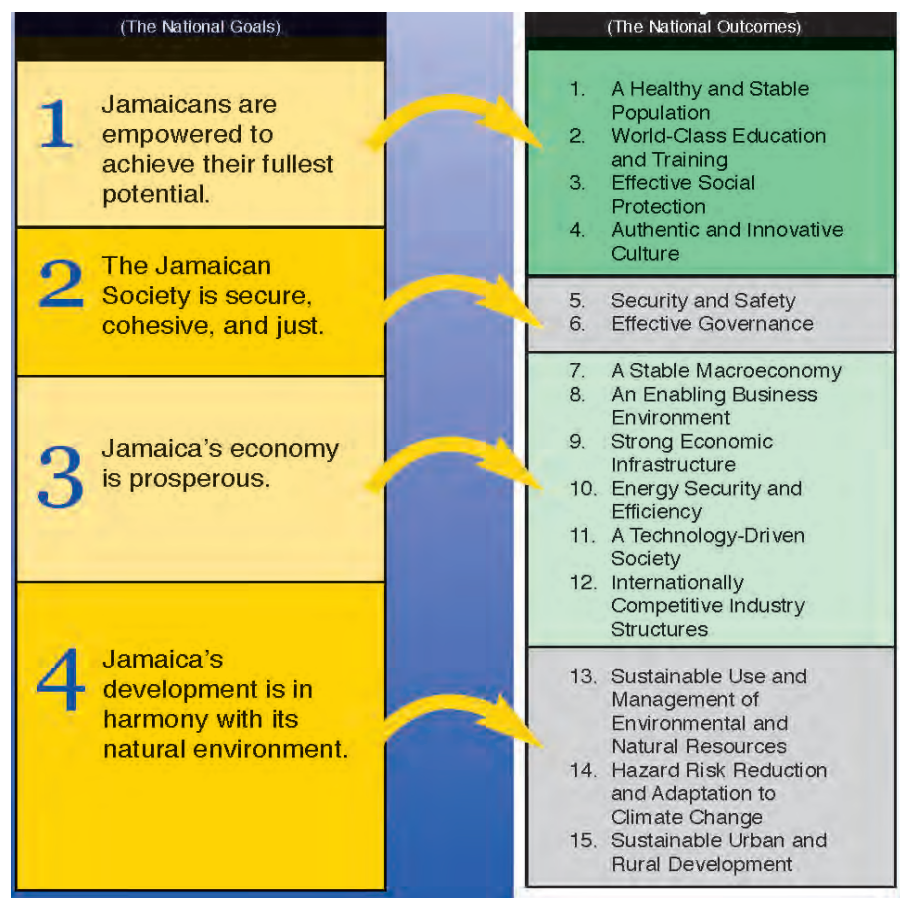 (The National Goals)
1
Jamaicans are
empowered to
achieve their fullest
potential.
2
The Jamaican
Society is secure,
cohesive, and just.
3
Jamaica's economy
is prosperous.
4
Jamaica's
development is in
harmony with its
natural environment.
(The National Outcomes)
1. A Healthy and Stable
Population
2. World-Class Education
and Training
3. Effective Social
Protection
4. Authentic and Innovative
Culture
5. Security and Safety
6. Effective Governance
7. A Stable Macroeconomy
8. An Enabling Business
Environment
9. Strong Economic
Infrastructure
10. Energy Security and
Efficiency
11. A Technology-Driven
Society
12. Internationally
Competitive Industry
Structures
13. Sustainable Use and
Management of
Environmental and
Natural Resources
14. Hazard Risk Reduction
and Adaptation to
Climate Change
15. Sustainable Urban and
Rural Development